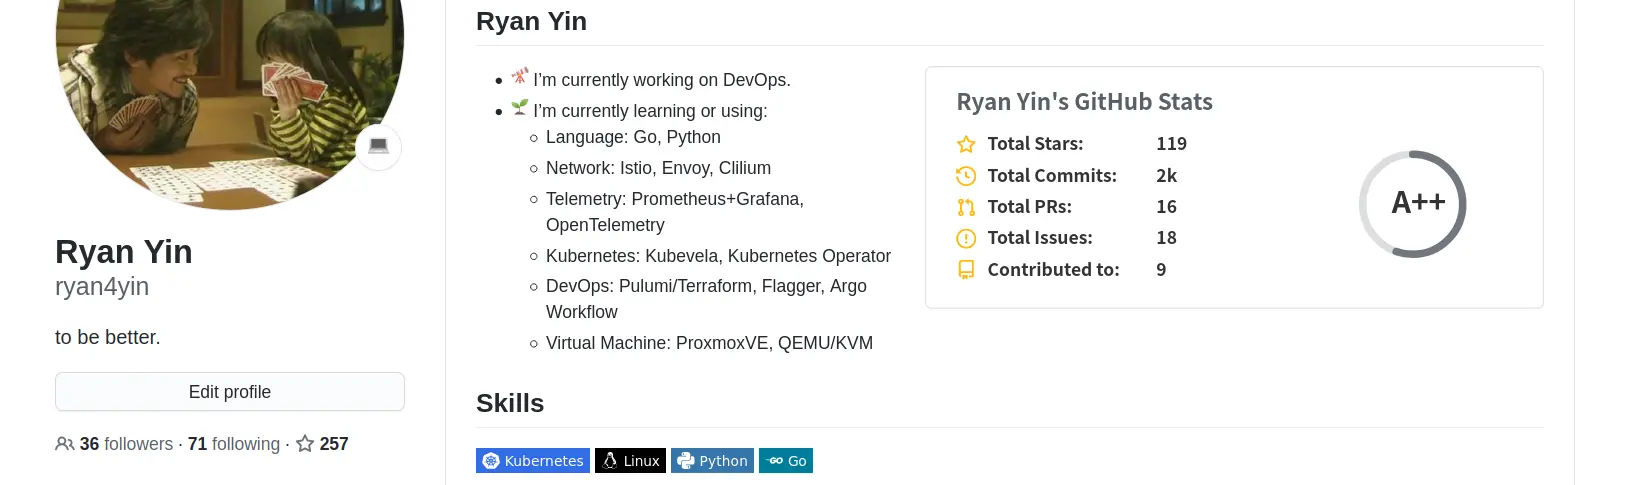 Ryan Yin
ryan4yin
to be better.
Edit profile
36 followers · 71 following · 257
Ryan Yin
I'm currently working on DevOps.
I'm currently learning or using:
Language: Go, Python
Network: Istio, Envoy, Clilium
Telemetry: Prometheus+Grafana,
OpenTelemetry
Kubernetes: Kubevela, Kubernetes Operator
DevOps: Pulumi/Terraform, Flagger, Argo
Workflow
Virtual Machine: ProxmoxVE, QEMU/KVM
Ryan Yin's GitHub Stats
Total Stars: 119
Total Commits: 2k
Total PRs: 16
Total Issues: 18
Contributed to: 9
A++
Skills
Kubernetes Linux Python GO Go